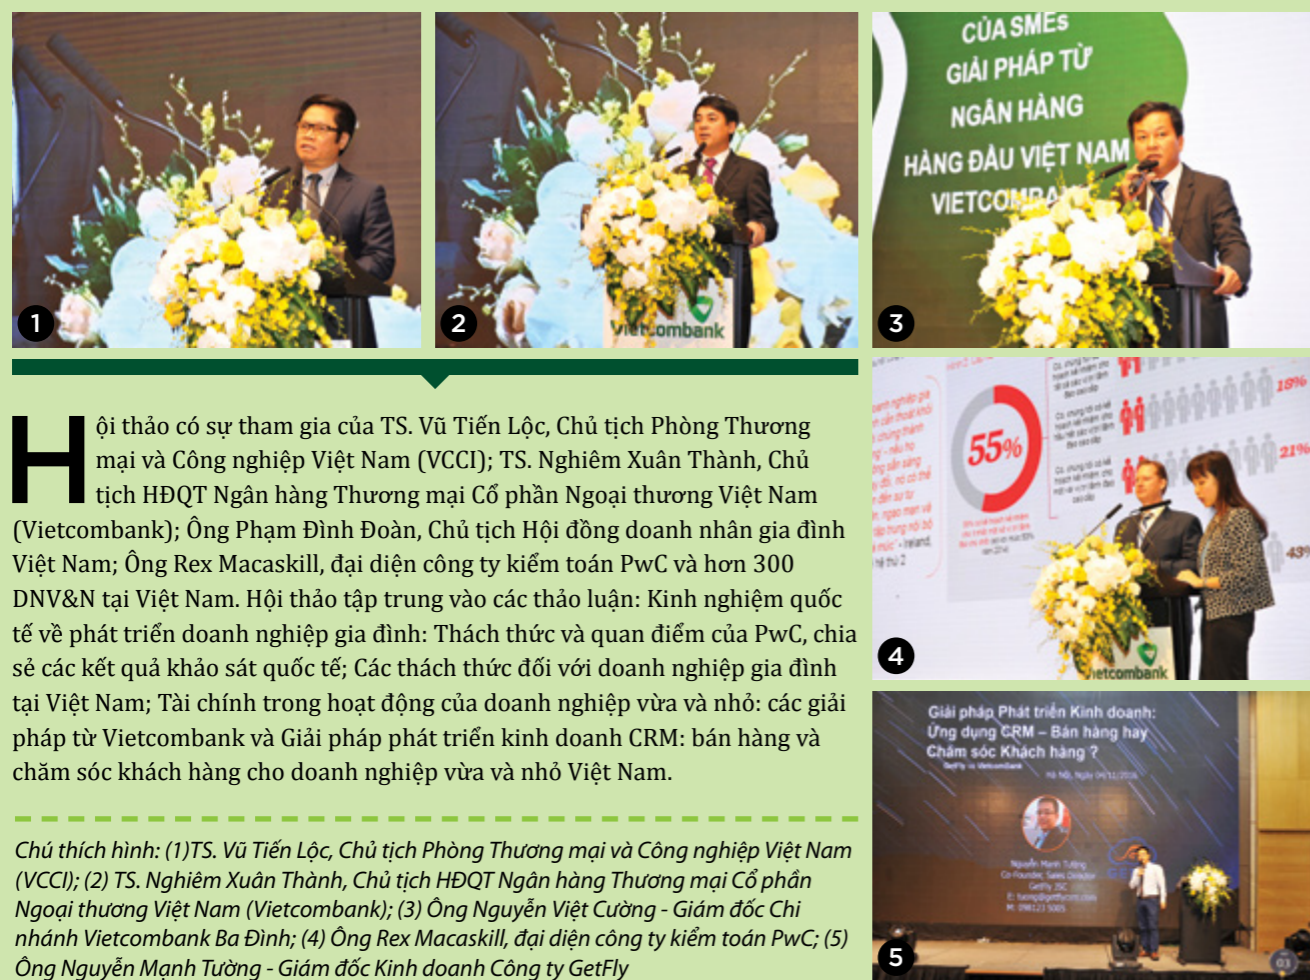 CỦA SMEs
GIẢI PHÁP TỪ
NGÂN HÀNG
HÀNG ĐẦU VIỆT NAM
1
2
Vietcombank
3
Hội thảo có sự tham gia của TS. Vũ Tiến Lộc, Chủ tịch Phòng Thương
mại và Công nghiệp Việt Nam (VCCI); TS. Nghiêm Xuân Thành, Chủ
tịch HĐQT Ngân hàng Thương mại Cổ phần Ngoại thương Việt Nam
(Vietcombank); Ông Phạm Đình Đoàn, Chủ tịch Hội đồng doanh nhân gia đình
Việt Nam; Ông Rex Macaskill, đại diện công ty kiểm toán PwC và hơn 300
DNV&N tại Việt Nam. Hội thảo tập trung vào các thảo luận: Kinh nghiệm quốc
tế về phát triển doanh nghiệp gia đình: Thách thức và quan điểm của PwC, chia
sẻ các kết quả khảo sát quốc tế; Các thách thức đối với doanh nghiệp gia đình
tại Việt Nam; Tài chính trong hoạt động của doanh nghiệp vừa và nhỏ: các giải
pháp từ Vietcombank và Giải pháp phát triển kinh doanh CRM: bán hàng và
chăm sóc khách hàng cho doanh nghiệp vừa và nhỏ Việt Nam.
55%
18%
21%
43%
4
Giải pháp Phát triển Kinh doanh:
Ứng dụng CRM – Bán hàng hay
Chăm sóc Khách hàng ?
Hà Nội, Ngày 04/11/2016
Nguyễn Mạnh Tường
Co-Founder, Sales Director
GetFly JSC
5
Chú thích hình: (1)TS. Vũ Tiến Lộc, Chủ tịch Phòng Thương mại và Công nghiệp Việt Nam
(VCCI); (2) TS. Nghiêm Xuân Thành, Chủ tịch HĐQT Ngân hàng Thương mại Cổ phần
Ngoại thương Việt Nam (Vietcombank); (3) Ông Nguyễn Việt Cường - Giám đốc Chi
nhánh Vietcombank Ba Đình; (4) Ông Rex Macaskill, đại diện công ty kiểm toán PwC; (5)
Ông Nguyễn Mạnh Tường - Giám đốc Kinh doanh Công ty GetFly
03